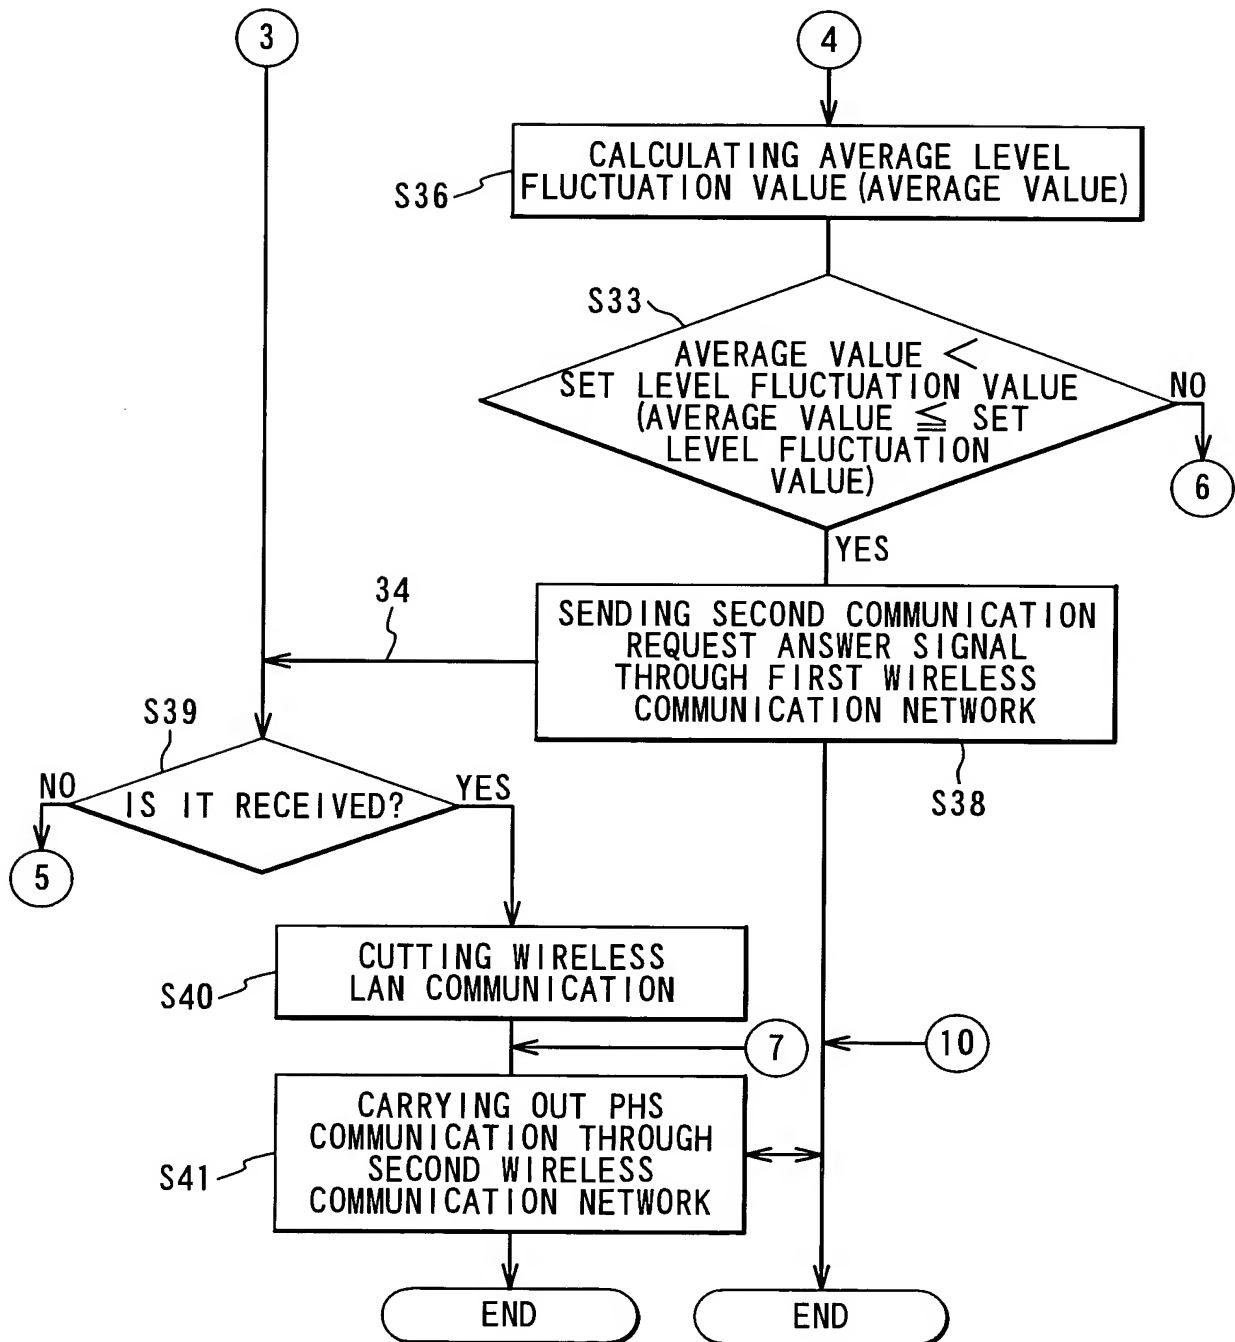 3
4
CALCULATING AVERAGE LEVEL
FLUCTUATION VALUE (AVERAGE VALUE)
S36
S33
AVERAGE VALUE <
SET LEVEL FLUCTUATION VALUE
(AVERAGE VALUE ≦ SET
LEVEL FLUCTUATION
VALUE)
NO
6
YES
34
SENDING SECOND COMMUNICATION
REQUEST ANSWER SIGNAL
THROUGH FIRST WIRELESS
COMMUNICATION NETWORK
S38
S39
NO
IS IT RECEIVED?
YES
5
CUTTING WIRELESS
LAN COMMUNICATION
S40
7
10
CARRYING OUT PHS
COMMUNICATION THROUGH
SECOND WIRELESS
COMMUNICATION NETWORK
S41
END
END